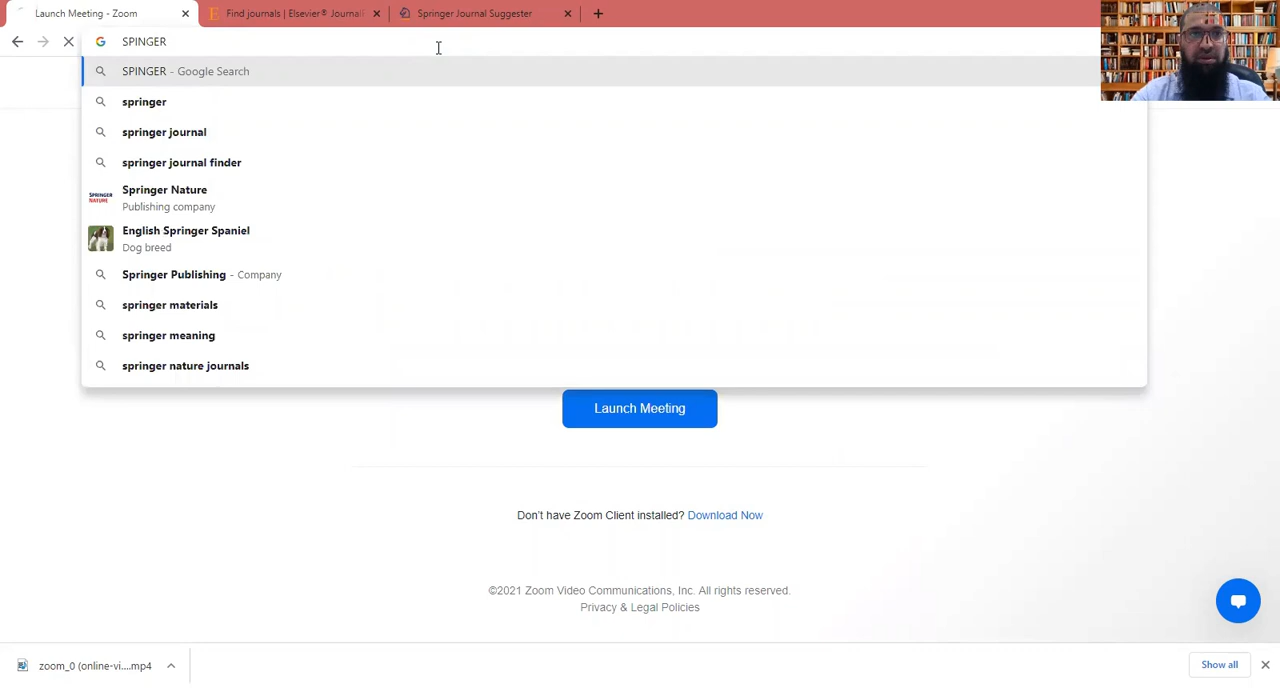 Launch Meeting - Zoom
Find journals | Elsevier® Journal
Springer Journal Suggester
SPINGER
SPINGER - Google Search
springer
springer journal
springer journal finder
SPRINGER NATURE
Springer Nature
Publishing company
English Springer Spaniel
Dog breed
Springer Publishing - Company
springer materials
springer meaning
springer nature journals
Launch Meeting
Don't have Zoom Client installed? Download Now
©2021 Zoom Video Communications, Inc. All rights reserved.
Privacy & Legal Policies
zoom_0 (online-vi....mp4
Show all